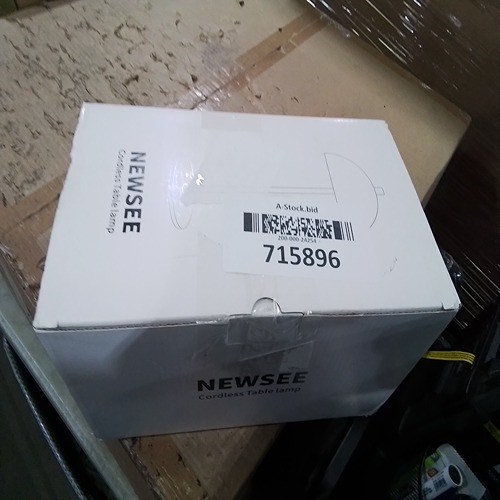 NEWSEE
Cordless Table lamp
A-Stock.bid
200-000-24254
715896
NEWSEE
Cordless Table lamp